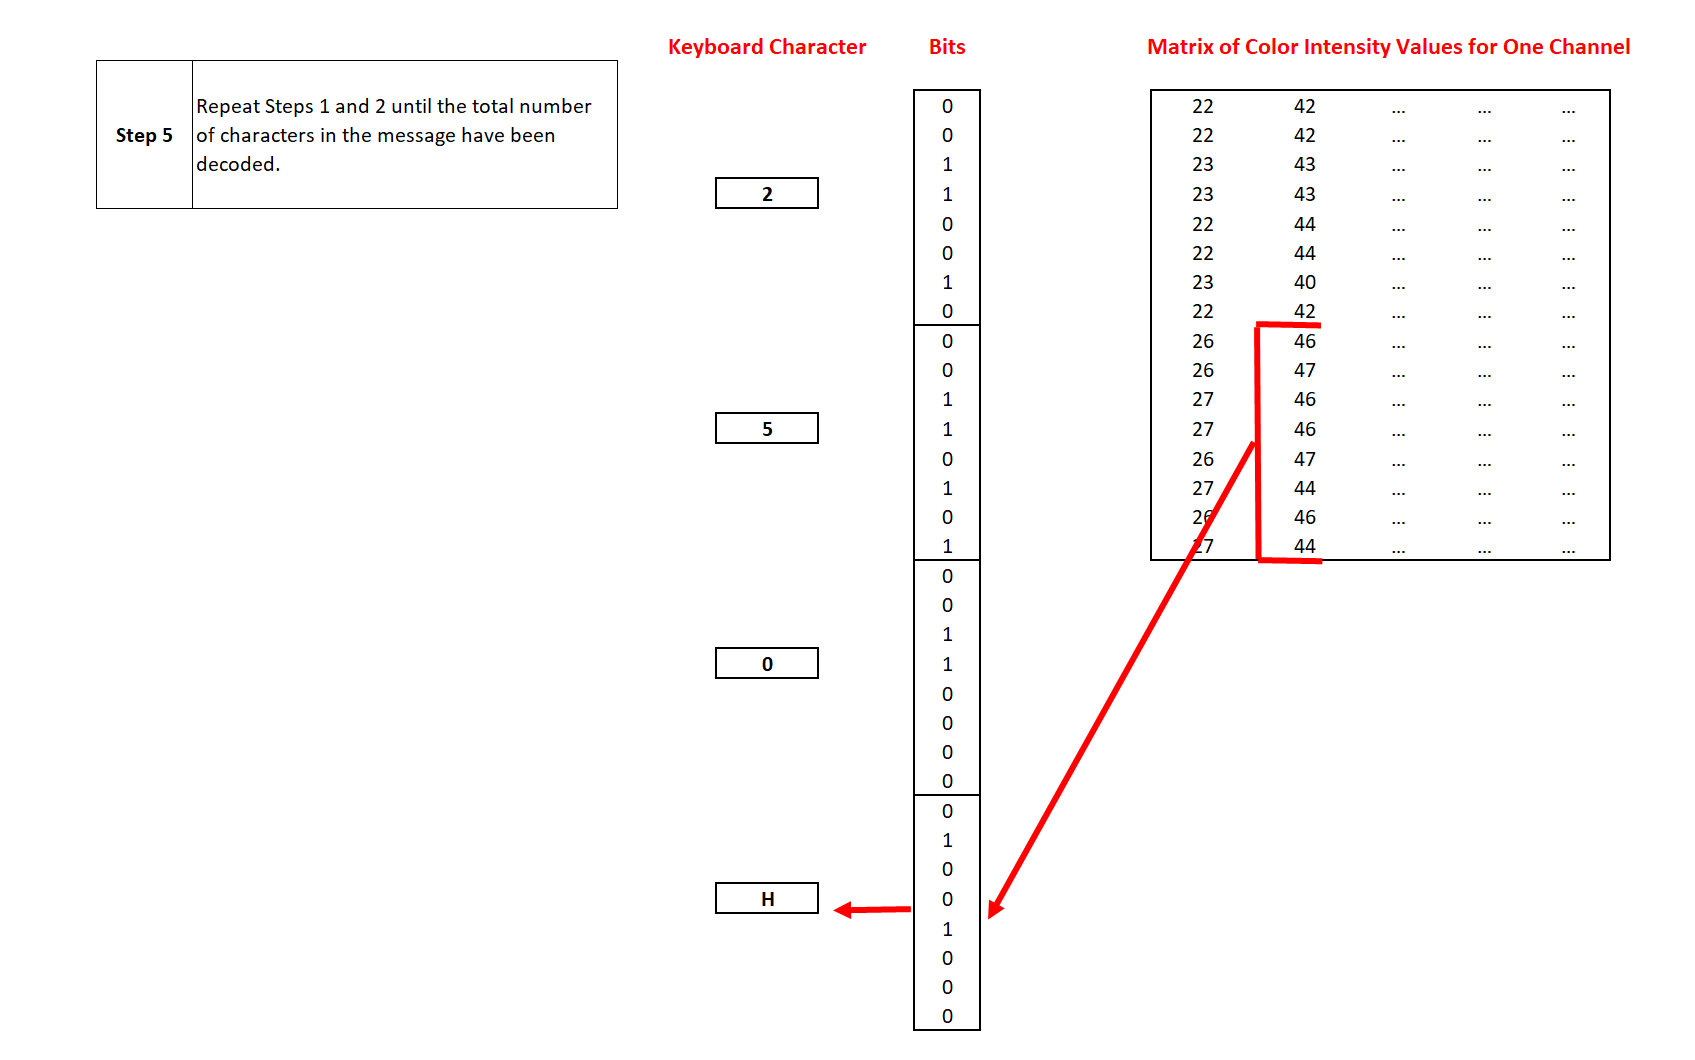 Keyboard Character Bits Matrix of Color Intensity Values for One Channel
Step 5
Repeat Steps 1 and 2 until the total number
of characters in the message have been
decoded.
0 22 42 ... ... ...
0 22 42 ... ... ...
1 23 43 ... ... ...
2 1 23 43 ... ... ...
0 22 44 ... ... ...
0 22 44 ... ... ...
1 23 40 ... ... ...
0 22 42 ... ... ...
0 26 46 ... ... ...
0 26 47 ... ... ...
1 27 46 ... ... ...
5 1 27 46 ... ... ...
0 26 47 ... ... ...
1 27 44 ... ... ...
0 26 46 ... ... ...
1 27 44 ... ... ...
0
0
1
0 1
0
0
0
0
0
1
0
H 0
1
0
0
0